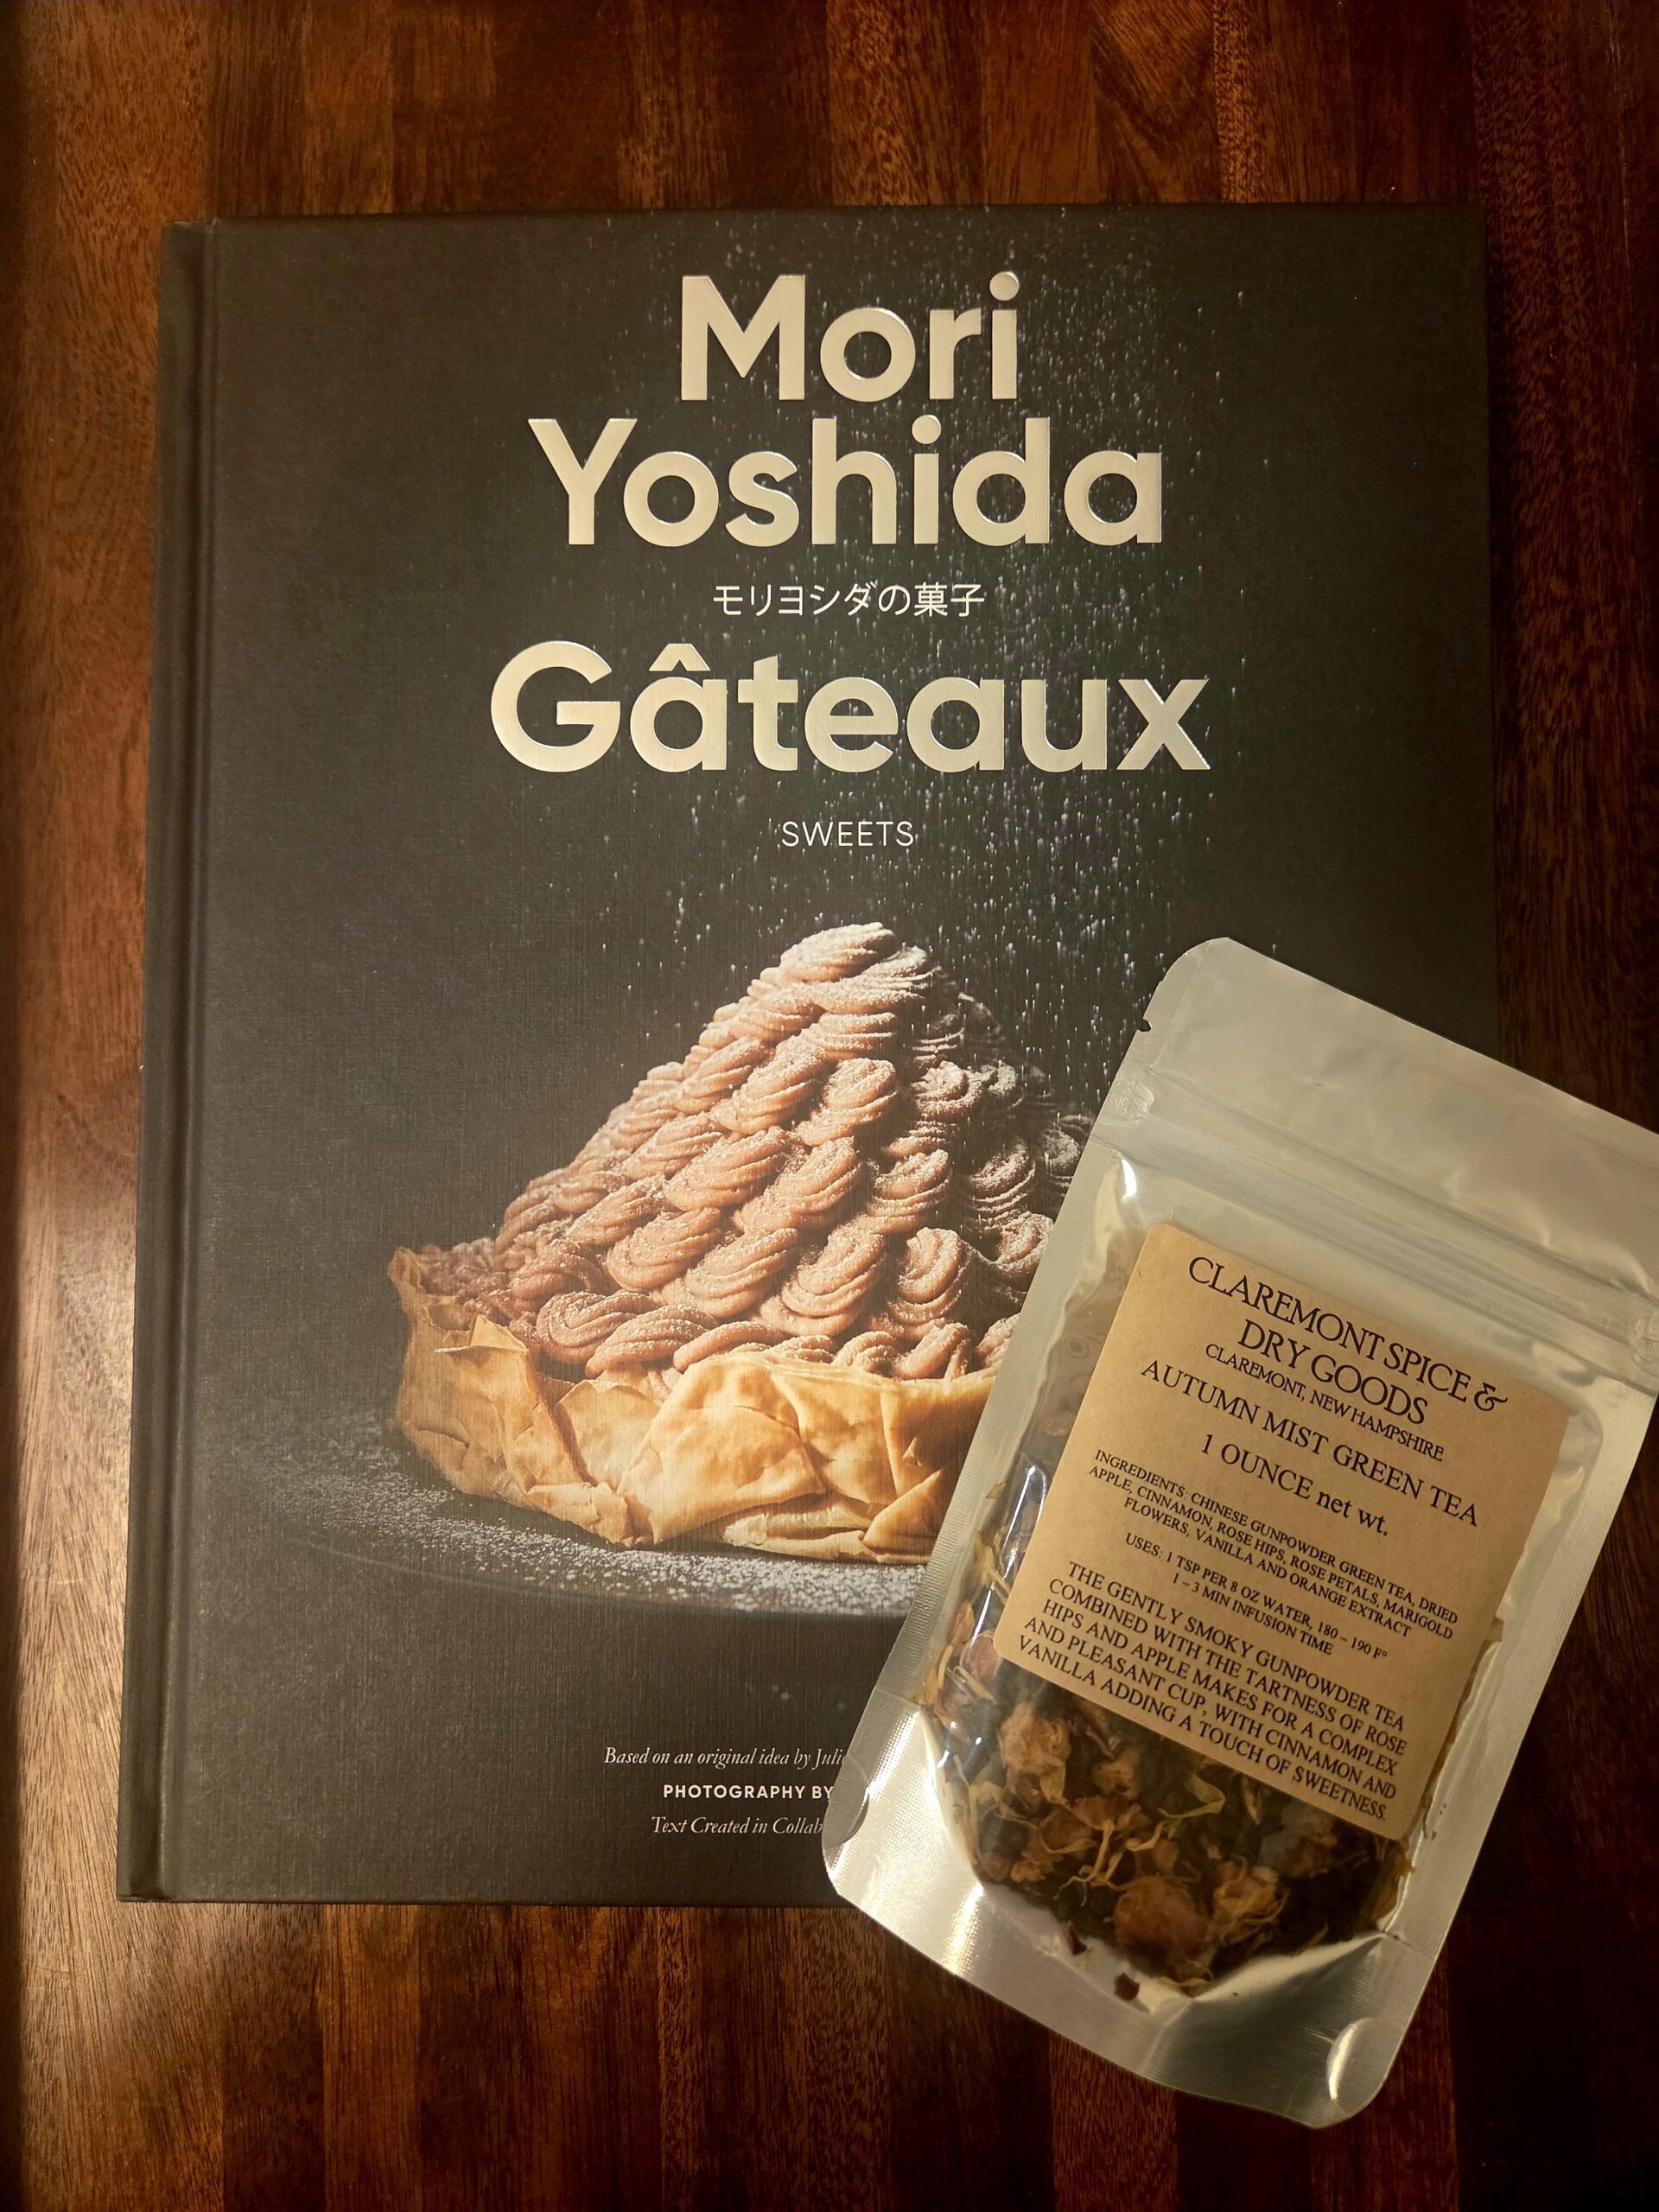 Mori
Yoshida
モリヨシダの菓子
Gâteaux
SWEETS
Based on an original idea by
PHOTOGRAPHY BY
Text Created in
CLAREMONT SPICE &
DRY GOODS
CLAREMONT, NEW HAMPSHIRE
AUTUMN MIST GREEN TEA
1 OUNCE net wt.
INGREDIENTS: CHINESE GUNPOWDER GREEN TEA, DRIED
APPLE, CINNAMON, ROSE HIPS, ROSE PETALS, MARIGOLD
FLOWERS, VANILLA AND ORANGE EXTRACT
USES: 1 TSP PER 8 OZ WATER, 180 – 190 F°
1 – 3 MIN INFUSION TIME
THE GENTLY SMOKY GUNPOWDER TEA
COMBINED WITH THE TARTNESS OF ROSE
HIPS AND APPLE MAKES FOR A COMPLEX
AND PLEASANT CUP, WITH CINNAMON AND
VANILLA ADDING A TOUCH OF SWEETNESS.